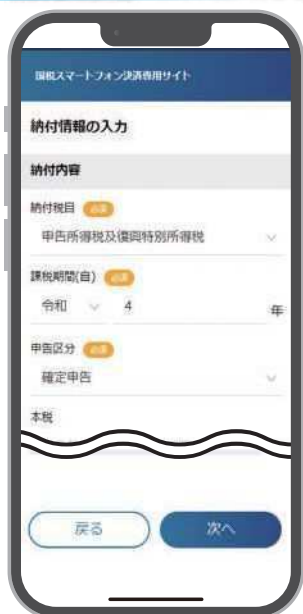 国税スマートフォン決済専用サイト
納付情報の入力
納付内容
納付税目 必須
申告所得税及復興特別所得税
課税期間(自) 必須
令和 4 年
申告区分 必須
確定申告
本税
戻る 次へ